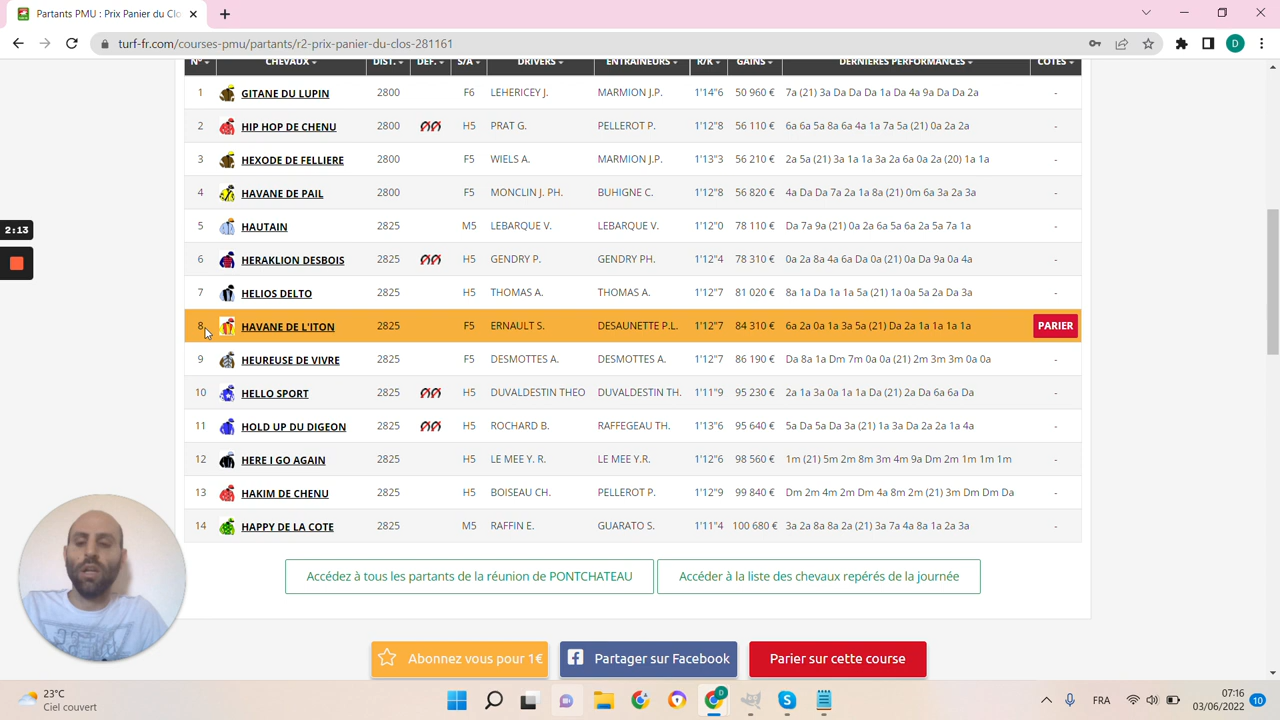 Partants PMU : Prix Panier du Clo
turf-fr.com/courses-pmu/partants/r2-prix-panier-du-clos-281161
D
N° CHEVAUX DIST. DEF. S/A DRIVERS ENTRAINEURS R/K GAINS DERNIERES PERFORMANCES COTES
1 GITANE DU LUPIN 2800 F6 LEHERICEY J. MARMION J.P. 1'14"6 50 960 € 7a (21) 3a Da Da Da 1a Da 4a 9a Da Da 2a -
2 HIP HOP DE CHENU 2800 H5 PRAT G. PELLEROT P. 1'12"8 56 110 € 6a 6a 5a 8a 6a 4a 1a 7a 5a (21) 0a 2a 2a -
3 HEXODE DE FELLIERE 2800 F5 WIELS A. MARMION J.P. 1'13"3 56 210 € 2a 5a (21) 3a 1a 1a 3a 2a 6a 0a 2a (20) 1a 1a -
4 HAVANE DE PAIL 2800 F5 MONCLIN J. PH. BUHIGNE C. 1'12"8 56 820 € 4a Da Da 7a 2a 1a 8a (21) 0m 6a 3a 2a 3a -
5 HAUTAIN 2825 M5 LEBARQUE V. LEBARQUE V. 1'12"0 78 110 € Da 7a 9a (21) 0a 2a 6a 5a 6a 2a 5a 7a 1a -
2:13
6 HERAKLION DESBOIS 2825 H5 GENDRY P. GENDRY PH. 1'12"4 78 310 € 0a 2a 8a 4a 6a Da 0a (21) 0a Da 9a 0a 4a -
7 HELIOS DELTO 2825 H5 THOMAS A. THOMAS A. 1'12"7 81 020 € 8a 1a Da 1a 1a 5a (21) 1a 0a 5a 2a Da 3a -
8 HAVANE DE L'ITON 2825 F5 ERNAULT S. DESAUNETTE P.L. 1'12"7 84 310 € 6a 2a 0a 1a 3a 5a (21) Da 2a 1a 1a 1a 1a PARIER
9 HEUREUSE DE VIVRE 2825 F5 DESMOTTES A. DESMOTTES A. 1'12"7 86 190 € Da 8a 1a Dm 7m 0a 0a (21) 2m 3m 3m 0a 0a -
10 HELLO SPORT 2825 H5 DUVALDESTIN THEO DUVALDESTIN TH. 1'11"9 95 230 € 2a 1a 3a 0a 1a 1a Da (21) 2a Da 6a 6a Da -
11 HOLD UP DU DIGEON 2825 H5 ROCHARD B. RAFFEGEAU TH. 1'13"6 95 640 € 5a Da 5a Da 3a (21) 1a 3a Da 2a 2a 1a 4a -
12 HERE I GO AGAIN 2825 H5 LE MEE Y. R. LE MEE Y.R. 1'12"6 98 560 € 1m (21) 5m 2m 8m 3m 4m 9a Dm 2m 1m 1m 1m -
13 HAKIM DE CHENU 2825 H5 BOISEAU CH. PELLEROT P. 1'12"9 99 840 € Dm 2m 4m 2m Dm 4a 8m 2m (21) 3m Dm Dm Da -
14 HAPPY DE LA COTE 2825 M5 RAFFIN E. GUARATO S. 1'11"4 100 680 € 3a 2a 8a 8a 2a (21) 3a 7a 4a 8a 1a 2a 3a -
Accédez à tous les partants de la réunion de PONTCHATEAU Accéder à la liste des chevaux repérés de la journée
Abonnez vous pour 1€ Partager sur Facebook Parier sur cette course
23°C
Ciel couvert
FRA
07:16
03/06/2022
10